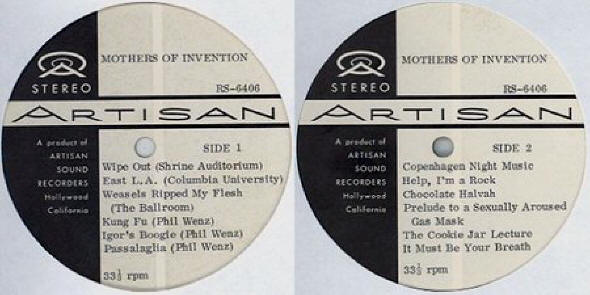 STEREO
MOTHERS OF INVENTION
RS-6406
ARTISAN
A product of
ARTISAN
SOUND
RECORDERS
Hollywood
California
SIDE 1
Wipe Out (Shrine Auditorium)
East L.A. (Columbia University)
Weasels Ripped My Flesh
(The Ballroom)
Kung Fu (Phil Wenz)
Igor's Boogie (Phil Wenz)
Passalaglia (Phil Wenz)
33⅓ rpm
STEREO
MOTHERS OF INVENTION
RS-6406
ARTISAN
A product of
ARTISAN
SOUND
RECORDERS
Hollywood
California
SIDE 2
Copenhagen Night Music
Help, I'm a Rock
Chocolate Halvah
Prelude to a Sexually Aroused
Gas Mask
The Cookie Jar Lecture
It Must Be Your Breath
33⅓ rpm